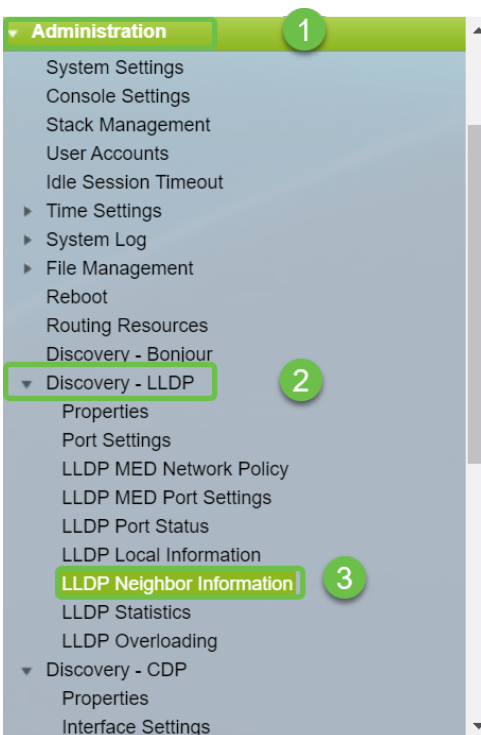 Administration 1
System Settings
Console Settings
Stack Management
User Accounts
Idle Session Timeout
Time Settings
System Log
File Management
Reboot
Routing Resources
Discovery - Bonjour
Discovery - LLDP 2
Properties
Port Settings
LLDP MED Network Policy
LLDP MED Port Settings
LLDP Port Status
LLDP Local Information
LLDP Neighbor Information 3
LLDP Statistics
LLDP Overloading
Discovery - CDP
Properties
Interface Settings